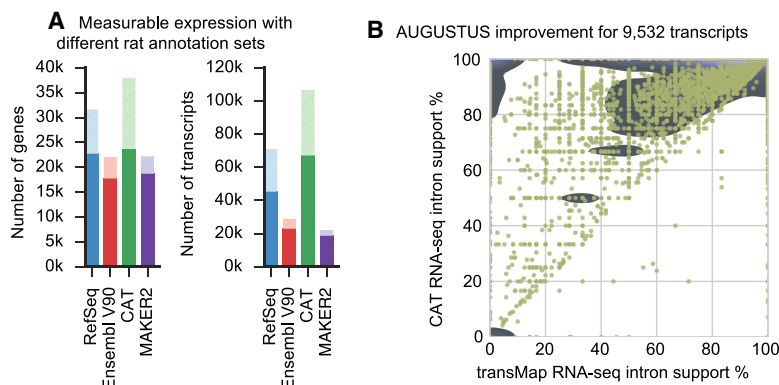 A Measurable expression with
different rat annotation sets
Number of genes
40k
35k
30k
25k
20k
15k
10k
5k
0k
RefSeq
Ensembl V90
CAT
MAKER2
Number of transcripts
120k
100k
80k
60k
40k
20k
0k
RefSeq
Ensembl V90
CAT
MAKER2
B AUGUSTUS improvement for 9,532 transcripts
CAT RNA-seq intron support %
100
80
60
40
20
0
0 20 40 60 80 100
transMap RNA-seq intron support %